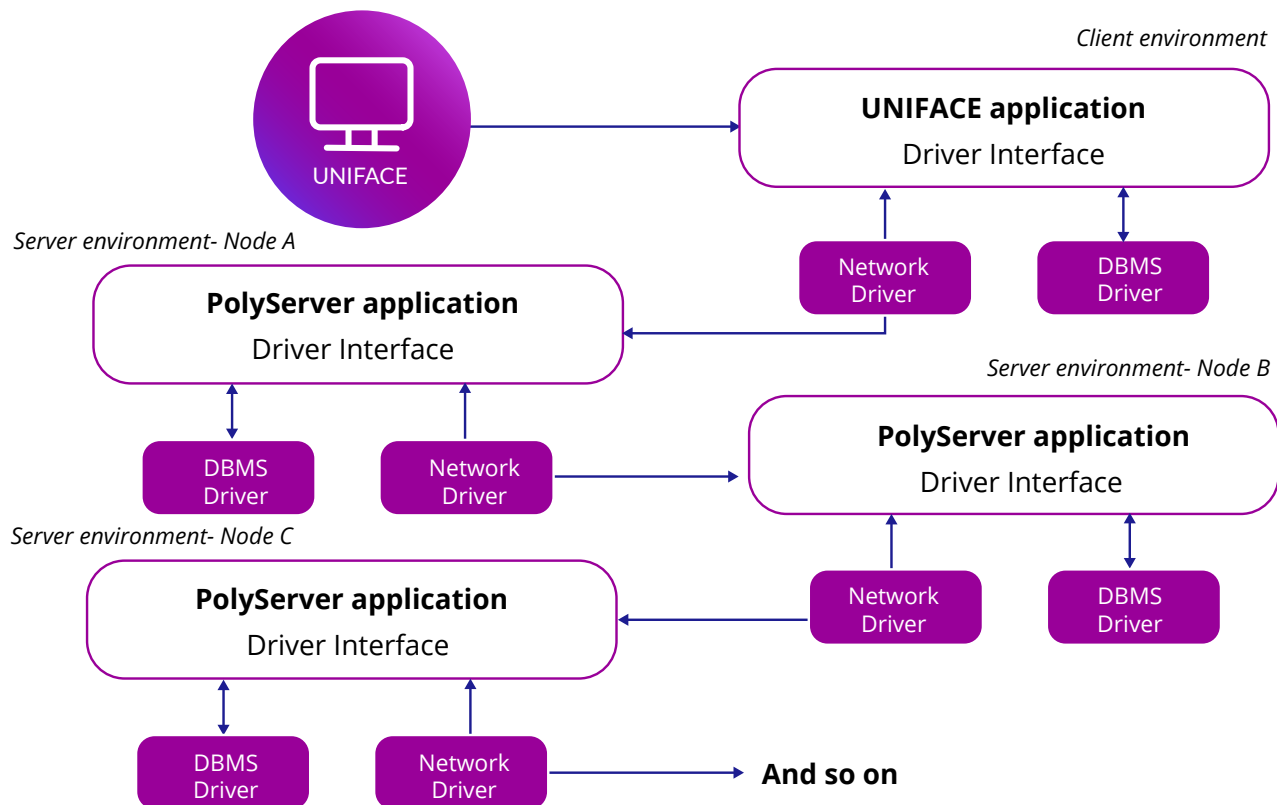 Client environment
UNIFACE application
Driver Interface
UNIFACE
Server environment- Node A
Network
Driver
DBMS
Driver
PolyServer application
Driver Interface
Server environment- Node B
PolyServer application
Driver Interface
DBMS
Driver
Network
Driver
Server environment- Node C
PolyServer application
Driver Interface
Network
Driver
DBMS
Driver
DBMS
Driver
Network
Driver
And so on